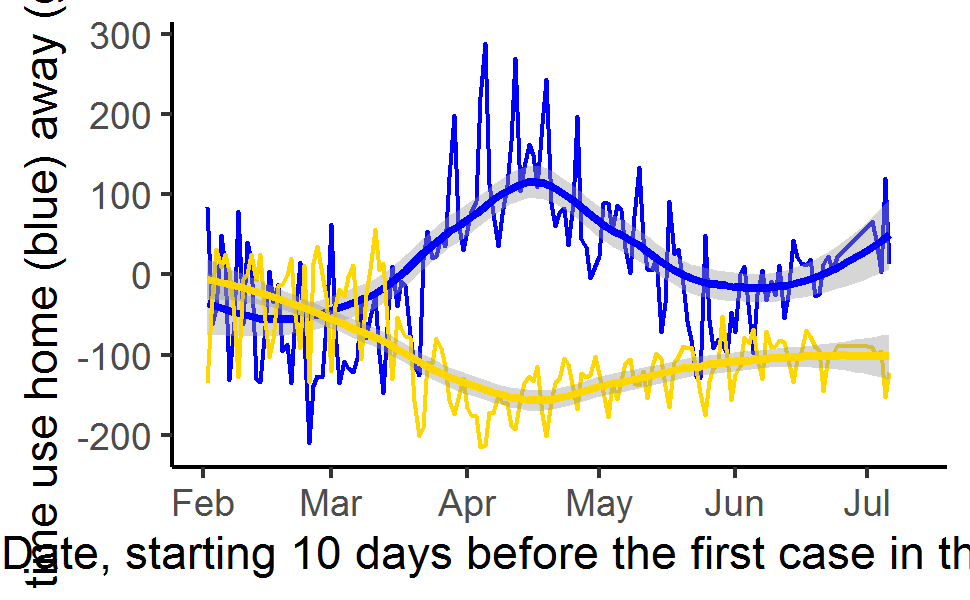 time use home (blue) away (
300
200
100
0
-100
-200
Feb Mar Apr May Jun Jul
Date, starting 10 days before the first case in th